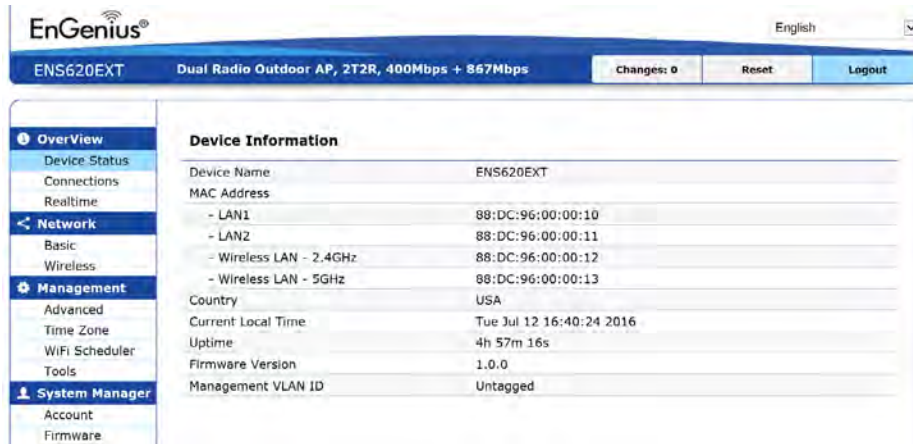 EnGenius®
English
ENS620EXT Dual Radio Outdoor AP, 2T2R, 400Mbps + 867Mbps Changes: 0 Reset Logout
OverView
Device Status
Connections
Realtime
Network
Basic
Wireless
Management
Advanced
Time Zone
WiFi Scheduler
Tools
System Manager
Account
Firmware
Device Information
Device Name ENS620EXT
MAC Address
- LAN1 88:DC:96:00:00:10
- LAN2 88:DC:96:00:00:11
- Wireless LAN - 2.4GHz 88:DC:96:00:00:12
- Wireless LAN - 5GHz 88:DC:96:00:00:13
Country USA
Current Local Time Tue Jul 12 16:40:24 2016
Uptime 4h 57m 16s
Firmware Version 1.0.0
Management VLAN ID Untagged